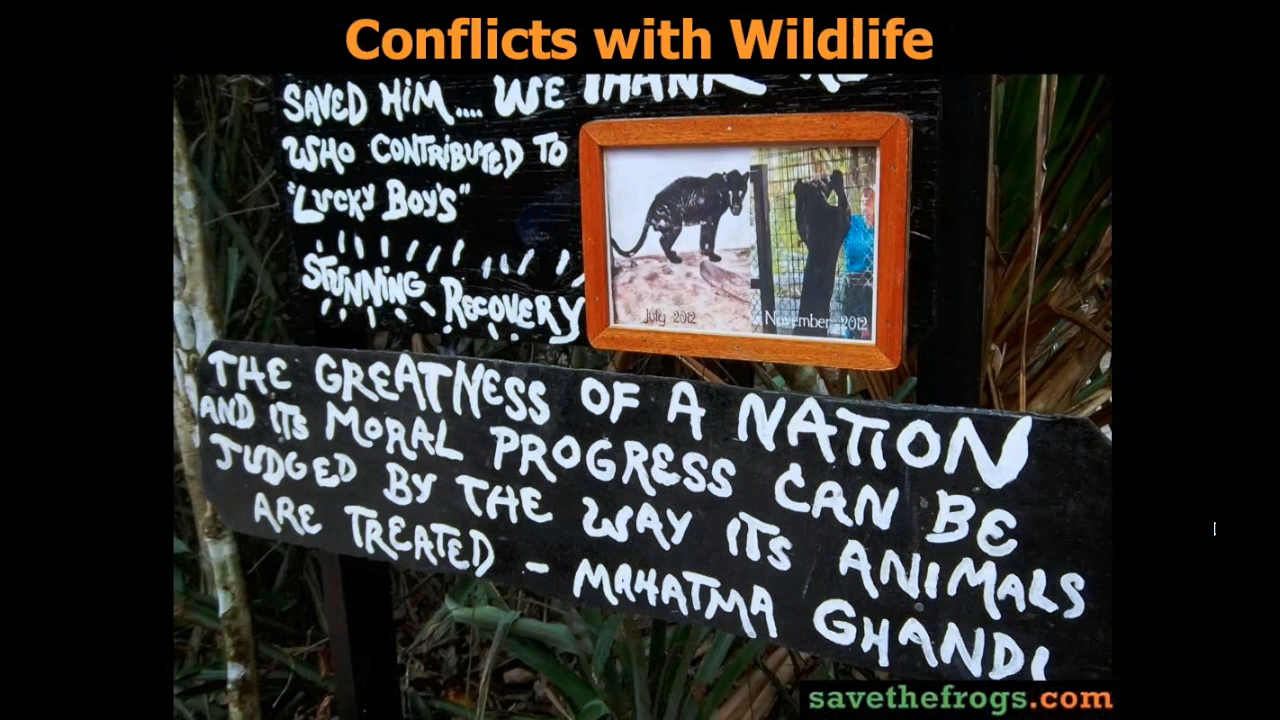 Conflicts with Wildlife
SAVED HIM.... WE THANK
WHO CONTRIBUTED TO
"LUCKY BOY'S"
STUNNING RECOVERY
July 2012
November 2012
THE GREATNESS OF A NATION
AND ITS MORAL PROGRESS CAN BE
JUDGED BY THE WAY ITS ANIMALS
ARE TREATED - MAHATMA GHANDI
savethefrogs.com